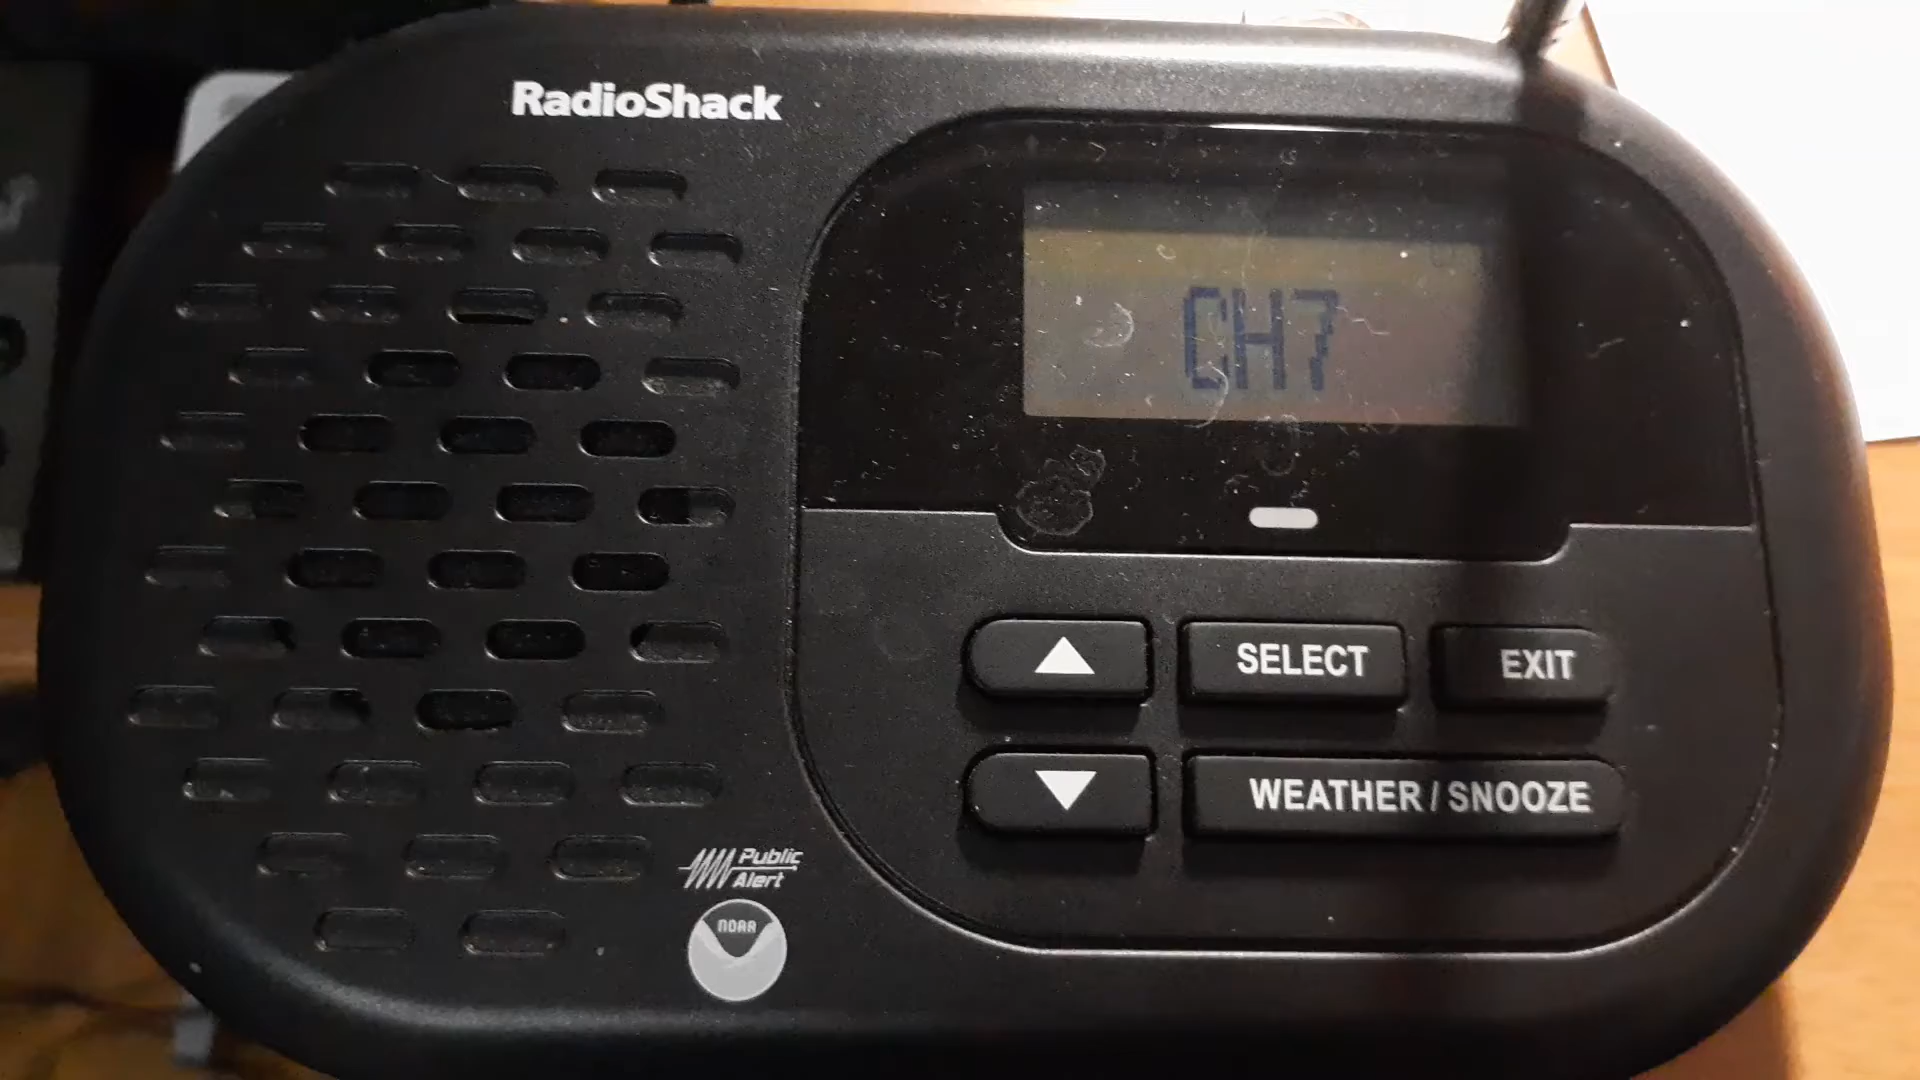 RadioShack
CH7
SELECT
EXIT
WEATHER / SNOOZE
Public
Alert
NOAA